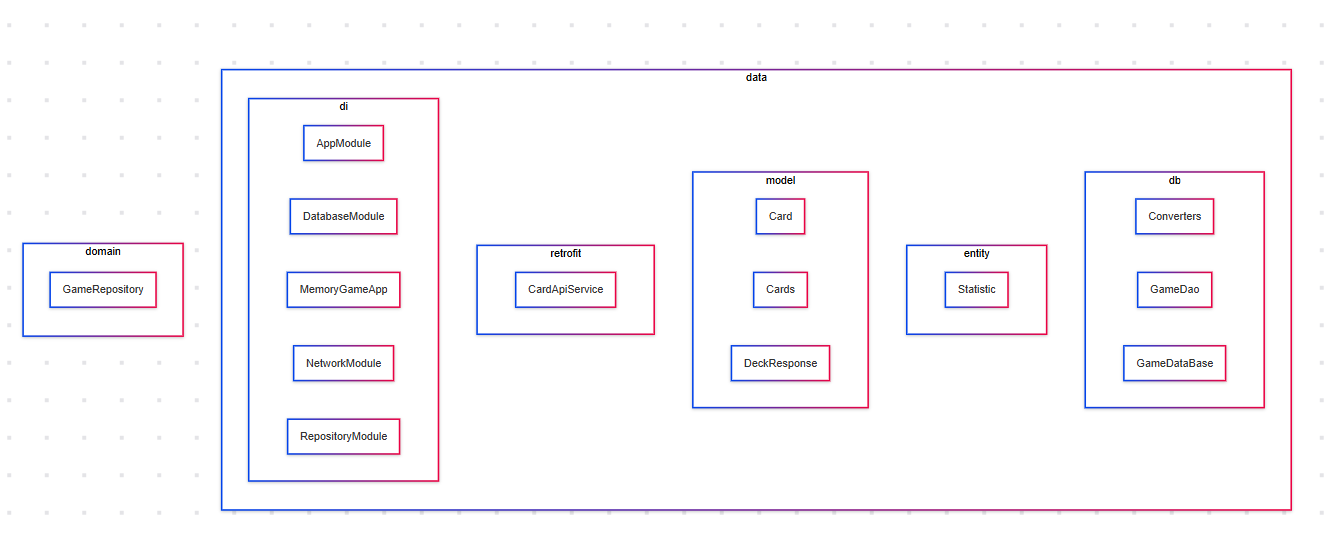 data
domain
GameRepository
di
AppModule
DatabaseModule
MemoryGameApp
NetworkModule
RepositoryModule
retrofit
CardApiService
model
Card
Cards
DeckResponse
entity
Statistic
db
Converters
GameDao
GameDataBase